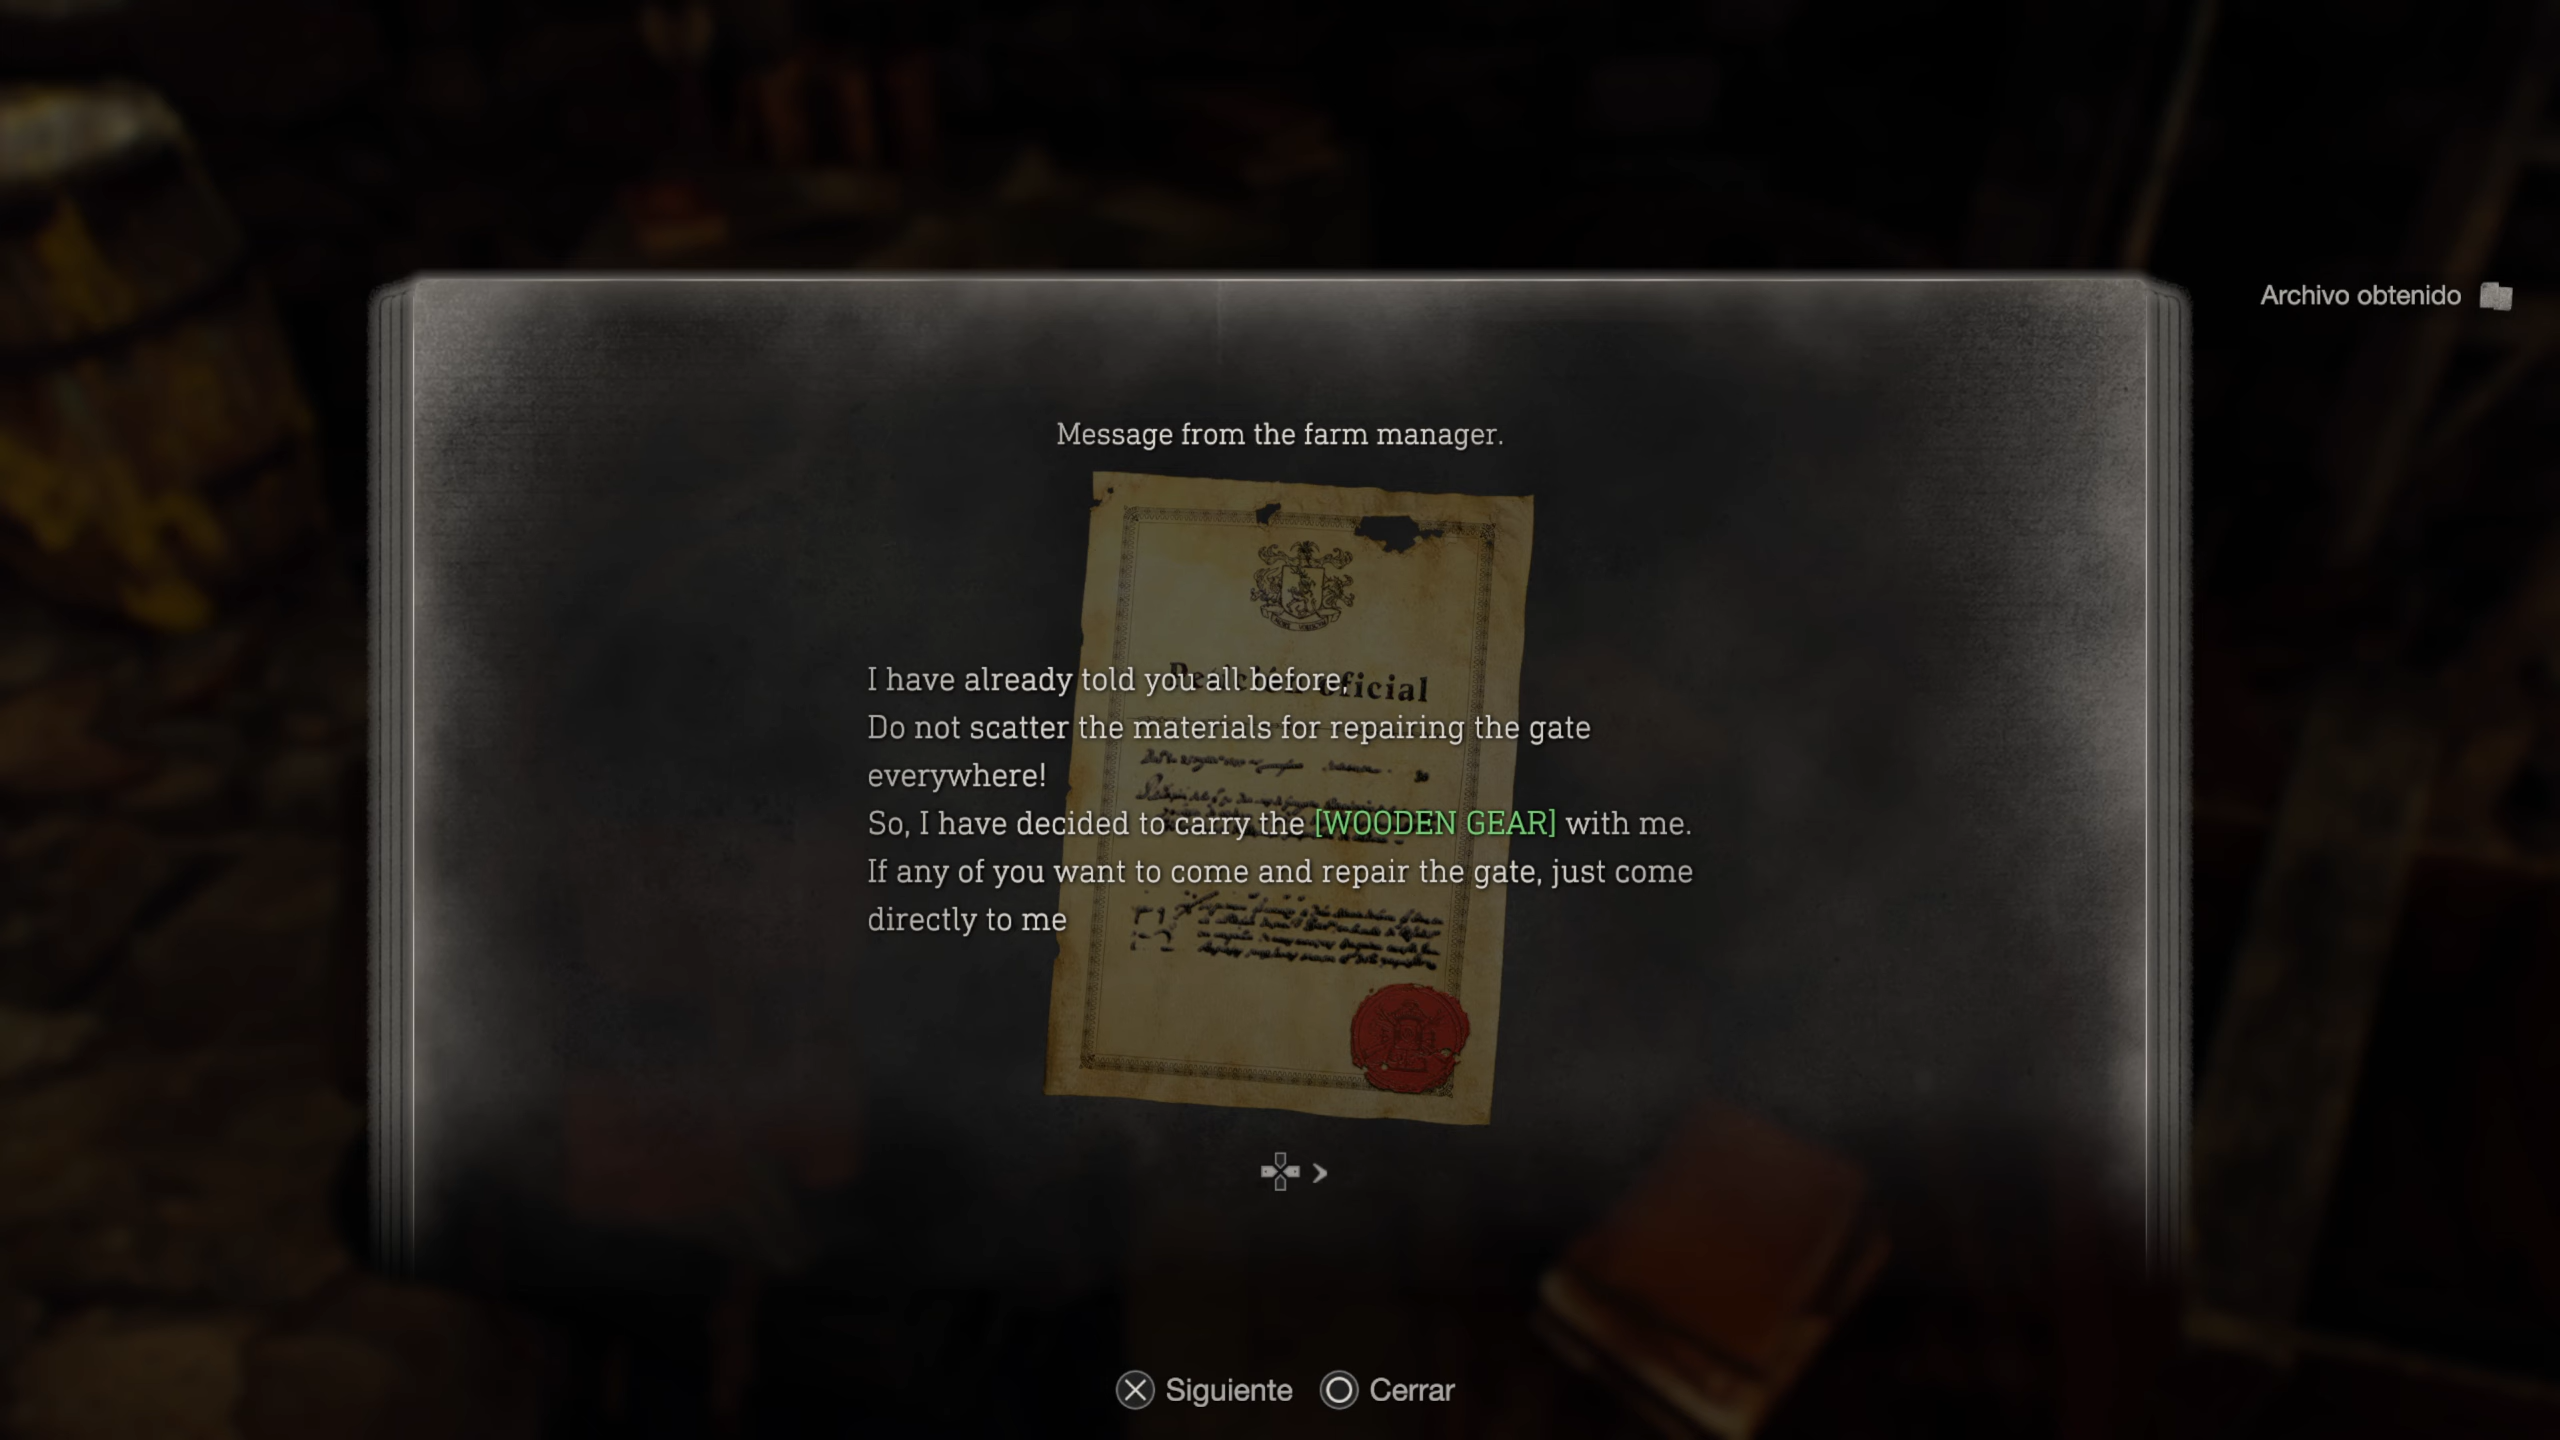 Archivo obtenido
Message from the farm manager.
I have already told you all before,
Do not scatter the materials for repairing the gate
everywhere!
So, I have decided to carry the [WOODEN GEAR] with me.
If any of you want to come and repair the gate, just come
directly to me
Siguiente Cerrar